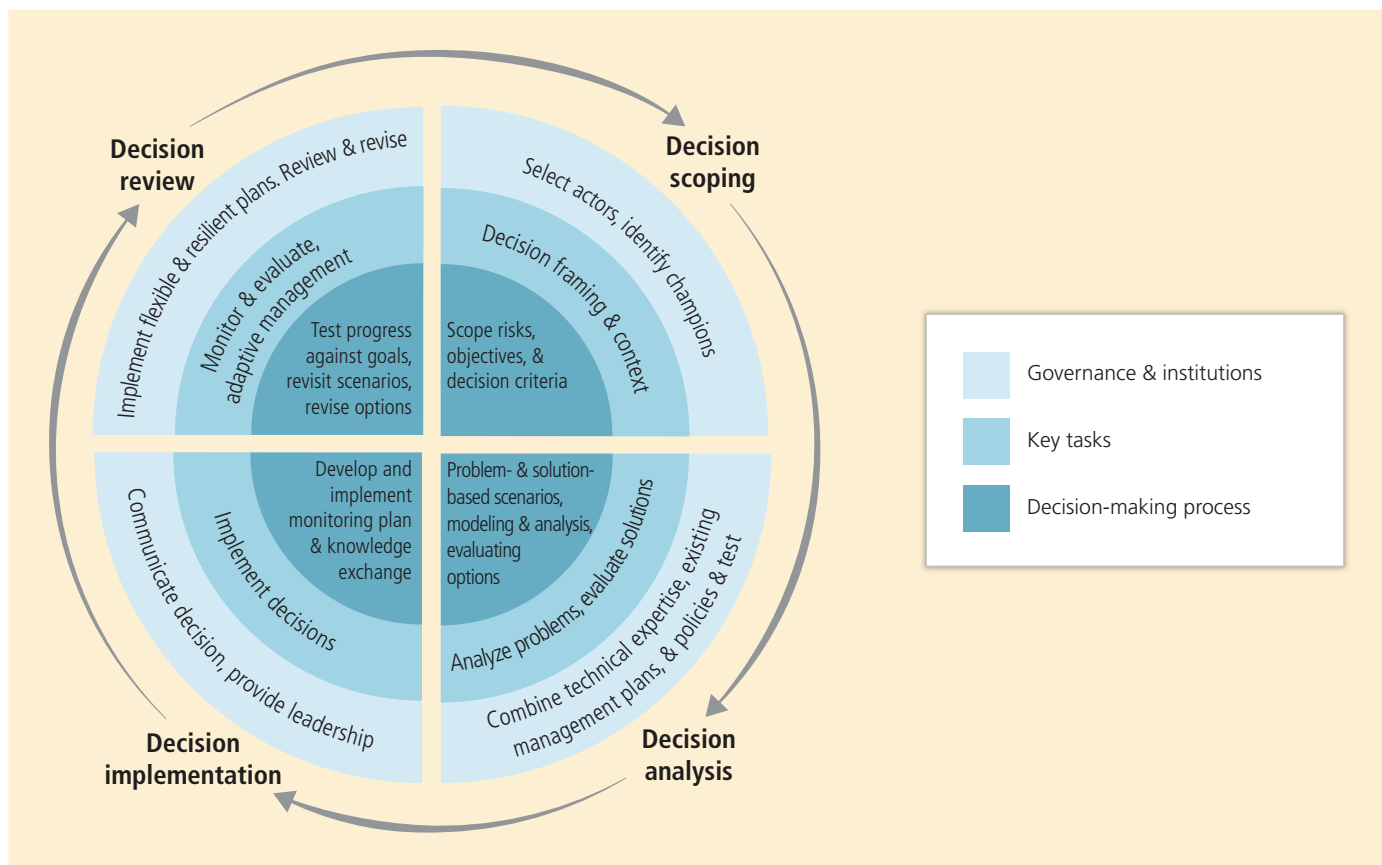 Decision
review
Decision
scoping
Implement flexible & resilient plans. Review & revise
Monitor & evaluate,
adaptive management
Test progress
against goals,
revisit scenarios,
revise options
Select actors, identify champions
Decision framing & context
Scope risks,
objectives, &
decision criteria
Governance & institutions
Key tasks
Decision-making process
Develop and
implement
monitoring plan
& knowledge
exchange
Implement decisions
Communicate decision, provide leadership
Problem- & solution-
based scenarios,
modeling & analysis,
evaluating
options
Analyze problems, evaluate solutions
Combine technical expertise, existing
management plans, & policies & test
Decision
implementation
Decision
analysis